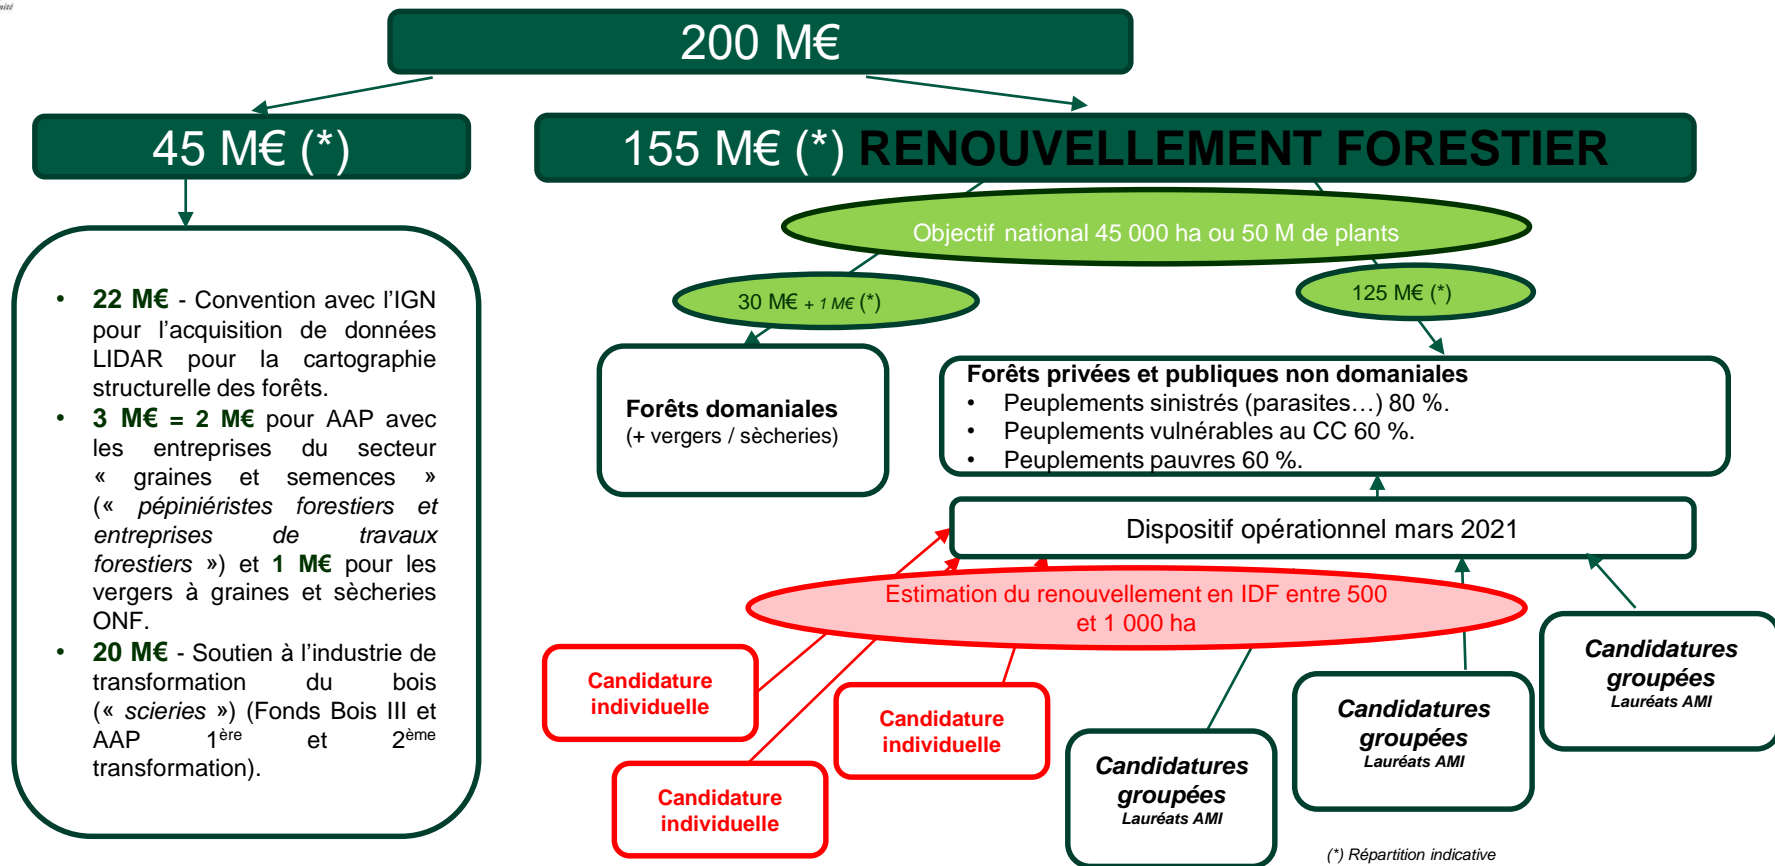 nité
200 M€
45 M€ (*)
155 M€ (*) RENOUVELLEMENT FORESTIER
Objectif national 45 000 ha ou 50 M de plants
30 M€ + 1 M€ (*)
125 M€ (*)
• 22 M€ - Convention avec l’IGN
pour l’acquisition de données
LIDAR pour la cartographie
structurelle des forêts.
• 3 M€ = 2 M€ pour AAP avec
les entreprises du secteur
« graines et semences »
(« pépiniéristes forestiers et
entreprises de travaux
forestiers ») et 1 M€ pour les
vergers à graines et sècheries
ONF.
• 20 M€ - Soutien à l’industrie de
transformation du bois
(« scieries ») (Fonds Bois III et
AAP 1ère et 2ème
transformation).
Forêts domaniales
(+ vergers / sècheries)
Forêts privées et publiques non domaniales
• Peuplements sinistrés (parasites…) 80 %.
• Peuplements vulnérables au CC 60 %.
• Peuplements pauvres 60 %.
Dispositif opérationnel mars 2021
Estimation du renouvellement en IDF entre 500
et 1 000 ha
Candidature
individuelle
Candidature
individuelle
Candidature
individuelle
Candidatures
groupées
Lauréats AMI
Candidatures
groupées
Lauréats AMI
Candidatures
groupées
Lauréats AMI
(*) Répartition indicative